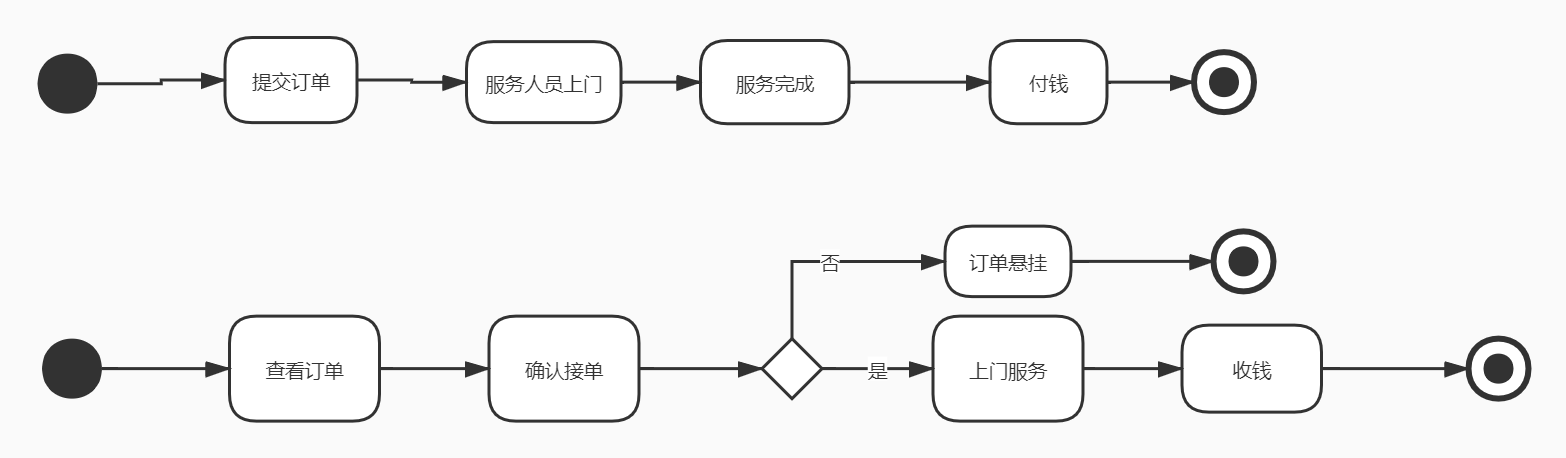 提交订单
服务人员上门
服务完成
付钱
否
订单悬挂
查看订单
确认接单
是
上门服务
收钱